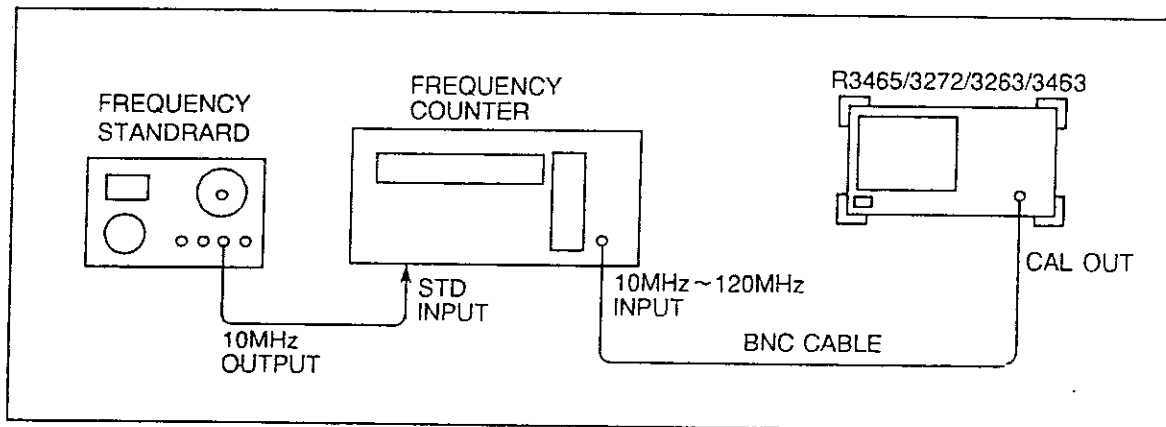 FREQUENCY
STANDRARD
FREQUENCY
COUNTER
R3465/3272/3263/3463
10MHz
OUTPUT
STD
INPUT
10MHz~120MHz
INPUT
BNC CABLE
CAL OUT